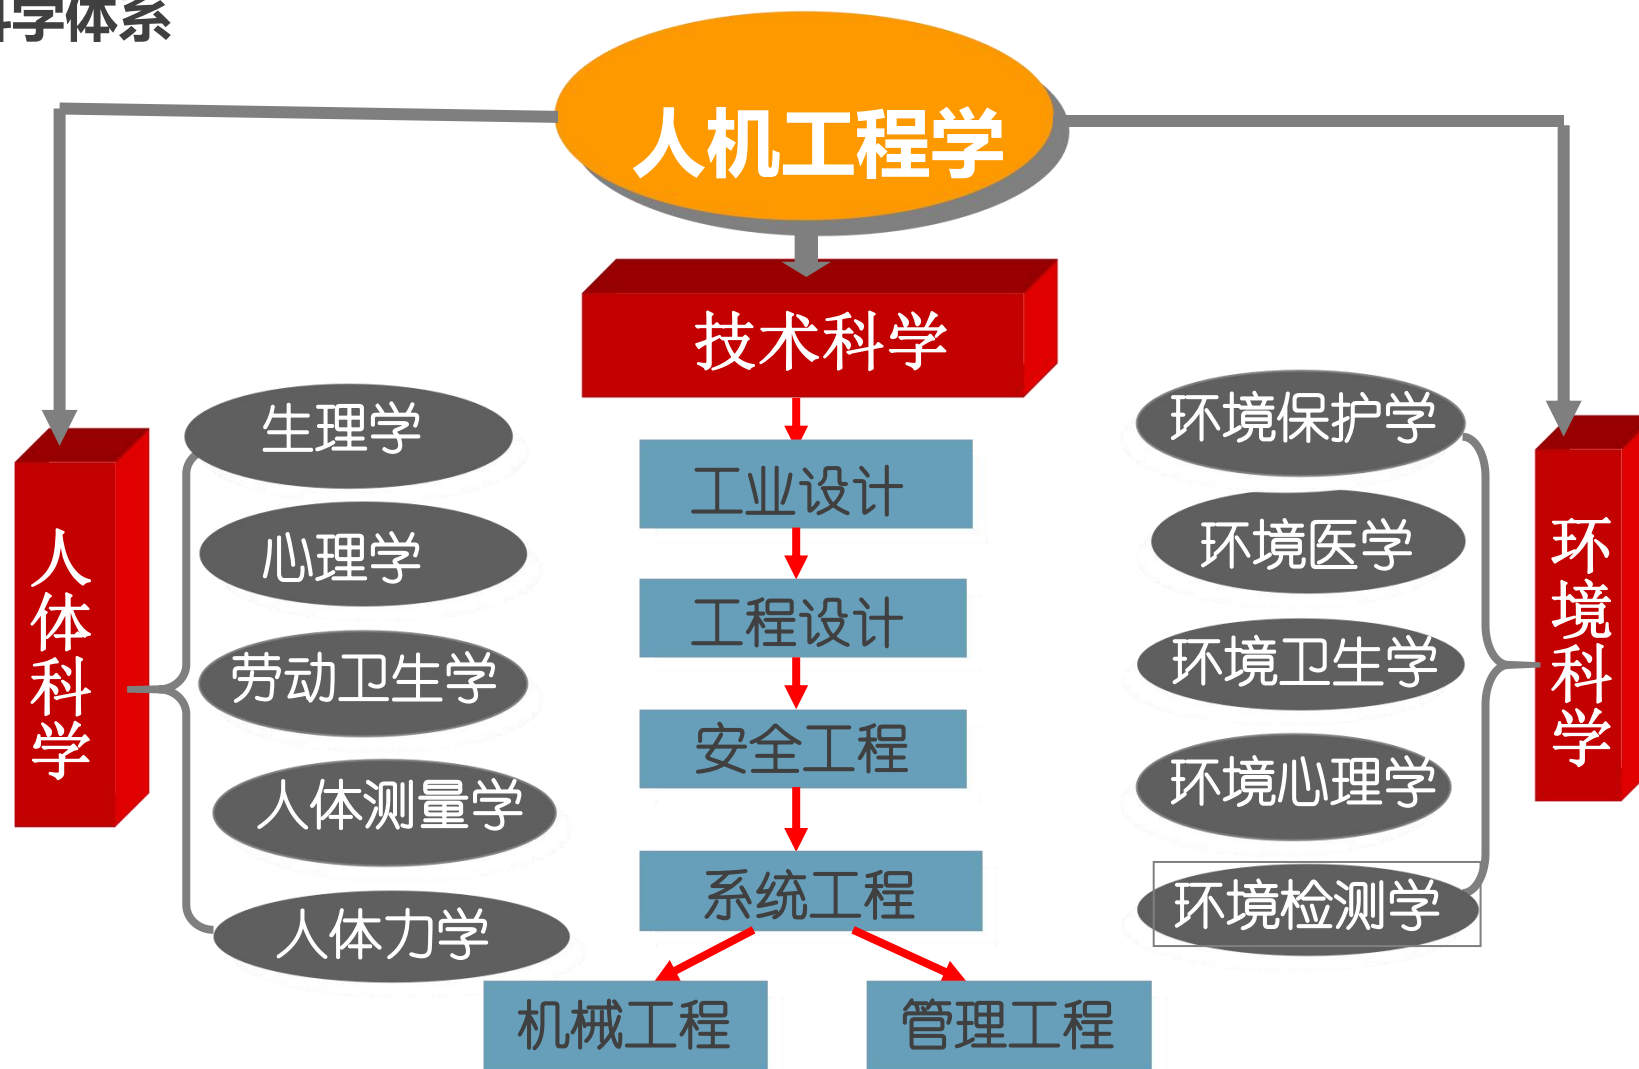 科学体系
人机工程学
技术科学
人体科学
生理学
心理学
劳动卫生学
人体测量学
人体力学
工业设计
工程设计
安全工程
系统工程
机械工程
管理工程
环境保护学
环境医学
环境卫生学
环境心理学
环境检测学
环境科学